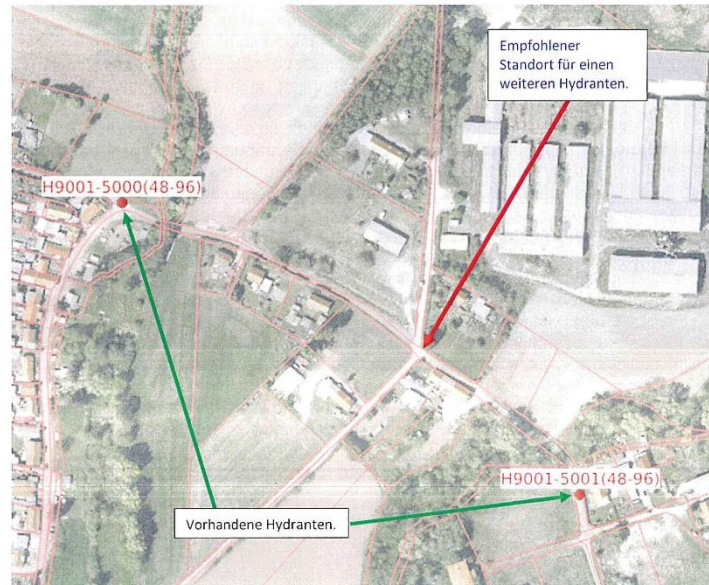 Empfohlener
Standort für einen
weiteren Hydranten.
H9001-5000(48-96)
H9001-5001(48-96)
Vorhandene Hydranten.